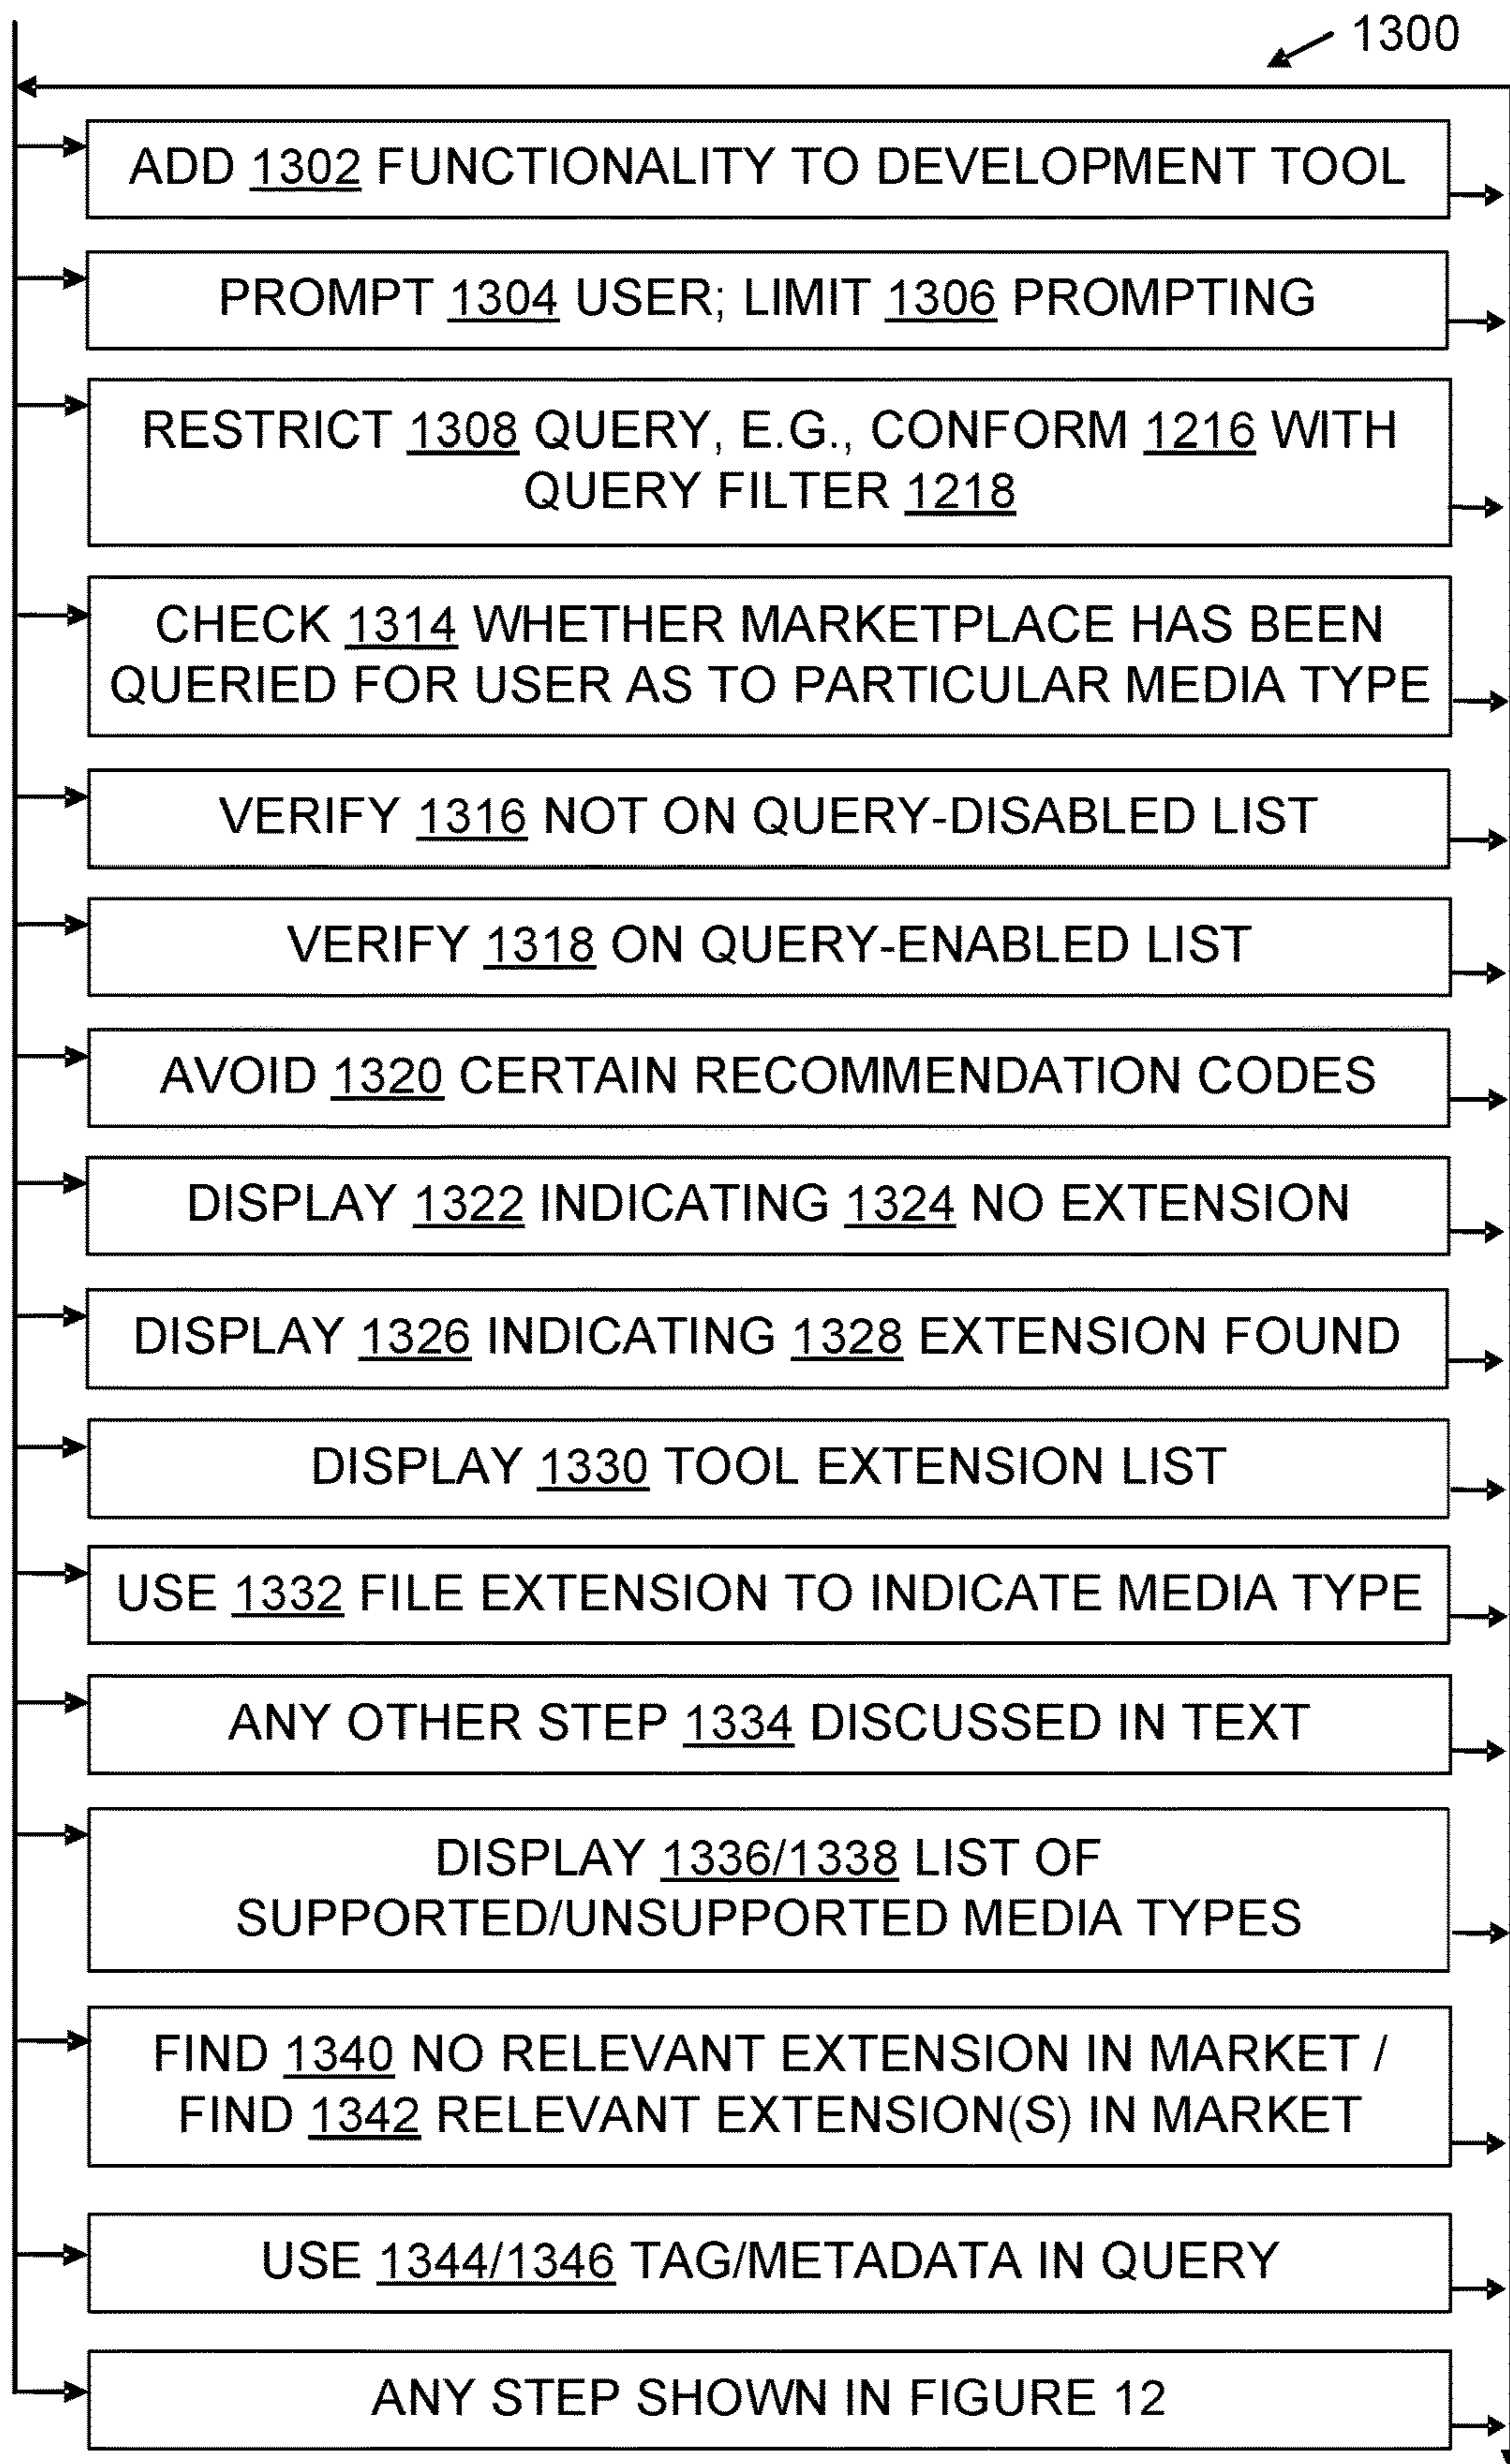 1300
ADD 1302 FUNCTIONALITY TO DEVELOPMENT TOOL
PROMPT 1304 USER; LIMIT 1306 PROMPTING
RESTRICT 1308 QUERY, E.G., CONFORM 1216 WITH
QUERY FILTER 1218
CHECK 1314 WHETHER MARKETPLACE HAS BEEN
QUERIED FOR USER AS TO PARTICULAR MEDIA TYPE
VERIFY 1316 NOT ON QUERY-DISABLED LIST
VERIFY 1318 ON QUERY-ENABLED LIST
AVOID 1320 CERTAIN RECOMMENDATION CODES
DISPLAY 1322 INDICATING 1324 NO EXTENSION
DISPLAY 1326 INDICATING 1328 EXTENSION FOUND
DISPLAY 1330 TOOL EXTENSION LIST
USE 1332 FILE EXTENSION TO INDICATE MEDIA TYPE
ANY OTHER STEP 1334 DISCUSSED IN TEXT
DISPLAY 1336/1338 LIST OF
SUPPORTED/UNSUPPORTED MEDIA TYPES
FIND 1340 NO RELEVANT EXTENSION IN MARKET /
FIND 1342 RELEVANT EXTENSION(S) IN MARKET
USE 1344/1346 TAG/METADATA IN QUERY
ANY STEP SHOWN IN FIGURE 12